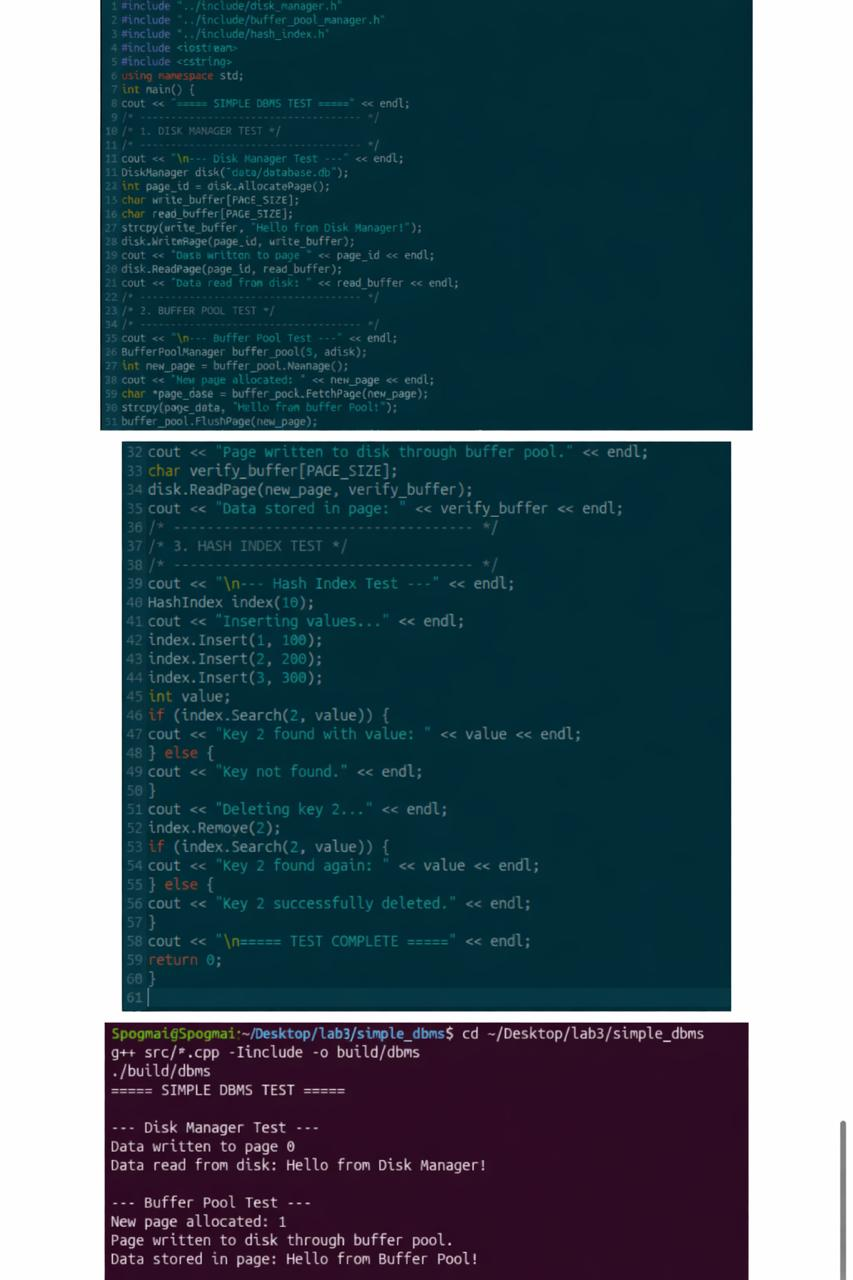 1 #include "../include/disk_manager.h"
2 #include "../include/buffer_pool_manager.h"
3 #include "../include/hash_index.h"
4 #include <iostream>
5 #include <cstring>
6 using namespace std;
7 int main() {
8 cout << "===== SIMPLE DBMS TEST =====" << endl;
9 /* ----------------------------------- */
10 /* 1. DISK MANAGER TEST */
11 /* ----------------------------------- */
11 cout << "\n--- Disk Manager Test ---" << endl;
11 DiskManager disk("data/database.db");
22 int page_id = disk.AllocatePage();
15 char write_buffer[PAGE_SIZE];
16 char read_buffer[PAGE_SIZE];
27 strcpy(write_buffer, "Hello from Disk Manager!");
28 (page_id, write_buffer);
19 cout << "Data written to page " << page_id << endl;
20 disk.ReadPage(page_id, read_buffer);
21 cout << "Data read from disk: " << read_buffer << endl;
22 /* ----------------------------------- */
23 /* 2. BUFFER POOL TEST */
34 /* ----------------------------------- */
35 cout << "\n--- Buffer Pool Test ---" << endl;
26 BufferPoolManager buffer_pool(5, adisk);
27 int new_page =
38 cout << "New page allocated: " << new_page << endl;
59 char = buffer_pock.FetchPage(new_page);
30 strcpy(page_data, "Hello from buffer Pool!");
51 buffer_pool.FlushPage(new_page);
32 cout << "Page written to disk through buffer pool." << endl;
33 char verify_buffer[PAGE_SIZE];
34 disk.ReadPage(new_page, verify_buffer);
35 cout << "Data stored in page: " << verify_buffer << endl;
36 /* ------------------------------------ */
37 /* 3. HASH INDEX TEST */
38 /* ------------------------------------ */
39 cout << "\n--- Hash Index Test ---" << endl;
40 HashIndex index(10);
41 cout << "Inserting values..." << endl;
42 index.Insert(1, 100);
43 index.Insert(2, 200);
44 index.Insert(3, 300);
45 int value;
46 if (index.Search(2, value)) {
47 cout << "Key 2 found with value: " << value << endl;
48 } else {
49 cout << "Key not found." << endl;
50 }
51 cout << "Deleting key 2..." << endl;
52 index.Remove(2);
53 if (index.Search(2, value)) {
54 cout << "Key 2 found again: " << value << endl;
55 } else {
56 cout << "Key 2 successfully deleted." << endl;
57 }
58 cout << "\n===== TEST COMPLETE =====" << endl;
59 return 0;
60 }
61
Spogmai@Spogmai:~/Desktop/lab3/simple_dbms$ cd ~/Desktop/lab3/simple_dbms
g++ src/*.cpp -Iinclude -o build/dbms
./build/dbms
===== SIMPLE DBMS TEST =====
--- Disk Manager Test ---
Data written to page 0
Data read from disk: Hello from Disk Manager!
--- Buffer Pool Test ---
New page allocated: 1
Page written to disk through buffer pool.
Data stored in page: Hello from Buffer Pool!